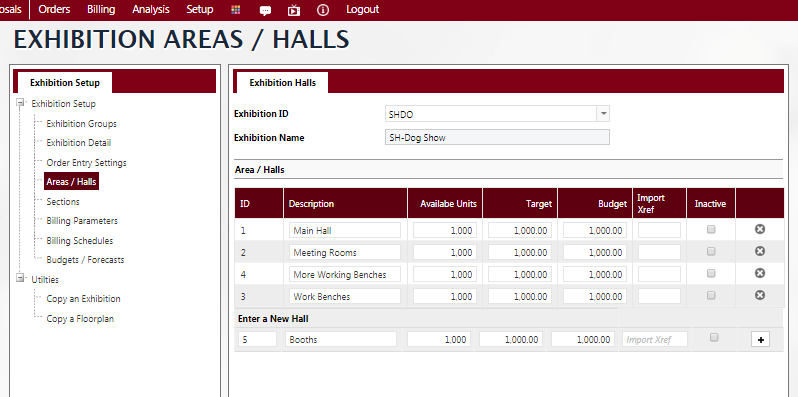 osals Orders Billing Analysis Setup Logout
EXHIBITION AREAS / HALLS
Exhibition Setup
Exhibition Setup
Exhibition Groups
Exhibition Detail
Order Entry Settings
Areas / Halls
Sections
Billing Parameters
Billing Schedules
Budgets / Forecasts
Utilties
Copy an Exhibition
Copy a Floorplan
Exhibition Halls
Exhibition ID SHDO
Exhibition Name SH-Dog Show
Area / Halls
ID Description Availabe Units Target Budget Import Xref Inactive
1 Main Hall 1,000 1,000.00 1,000.00
2 Meeting Rooms 1,000 1,000.00 1,000.00
4 More Working Benches 1,000 1,000.00 1,000.00
3 Work Benches 1,000 1,000.00 1,000.00
Enter a New Hall
5 Booths 1,000 1,000.00 1,000.00 Import Xref